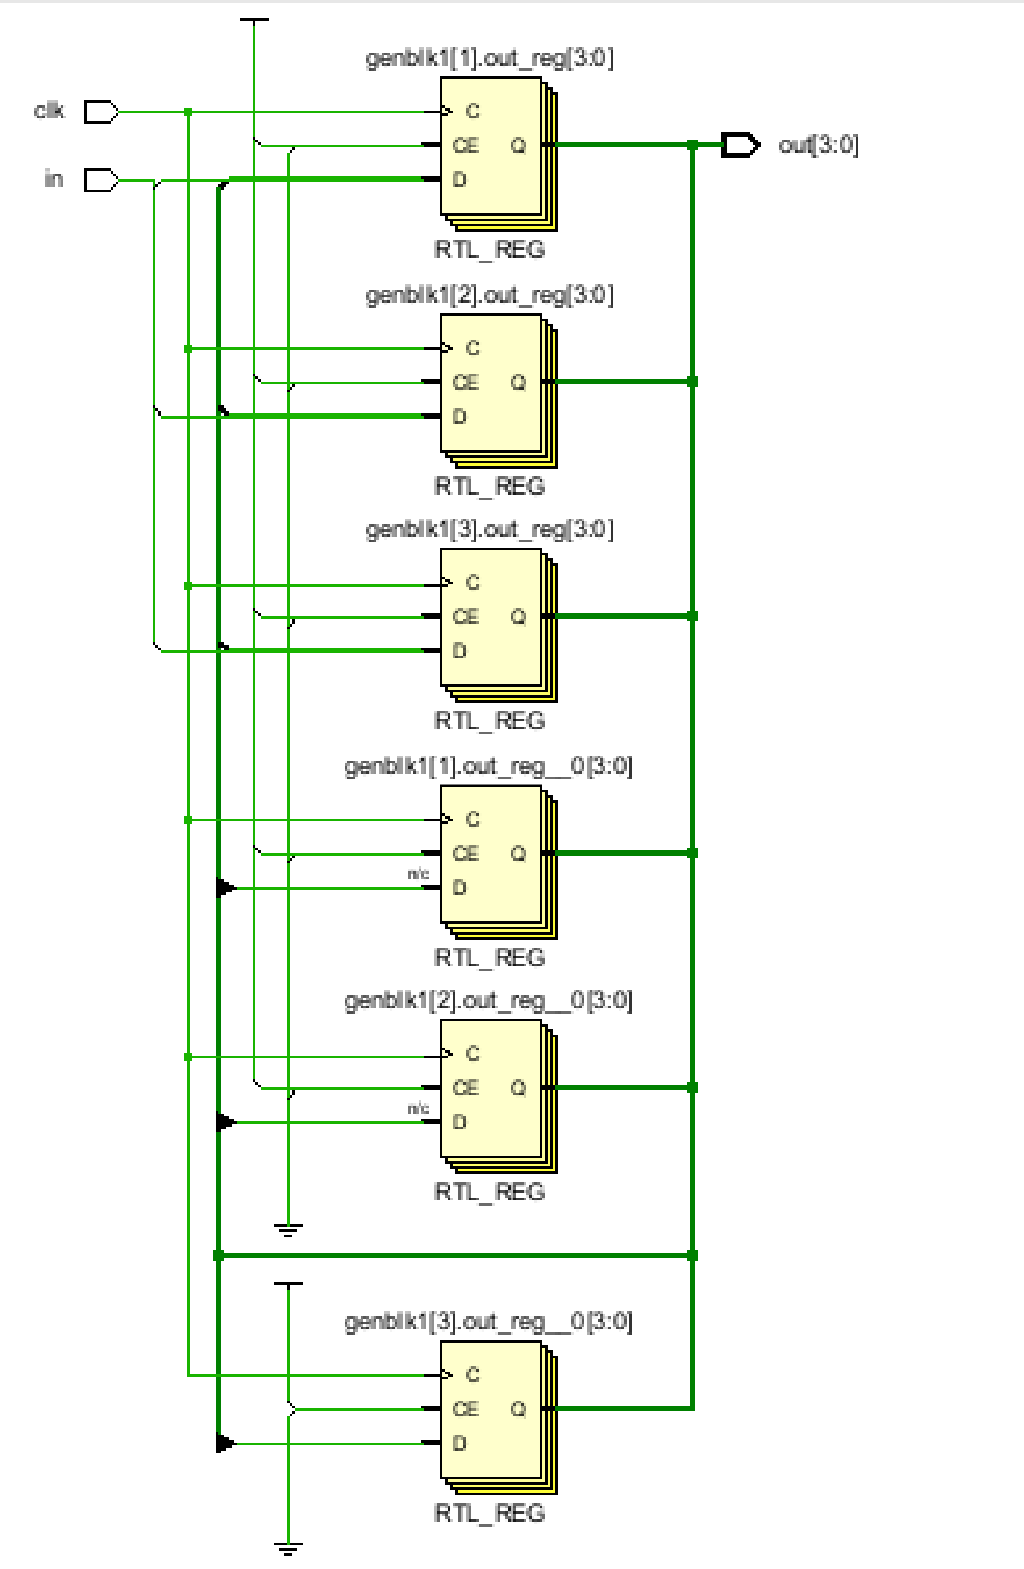 genblk1[1].out_reg[3:0]
clk
C
CE
Q
out[3:0]
in
D
RTL_REG
genblk1[2].out_reg[3:0]
C
CE
Q
D
RTL_REG
genblk1[3].out_reg[3:0]
C
CE
Q
D
RTL_REG
genblk1[1].out_reg__0[3:0]
C
CE
Q
n/c
D
RTL_REG
genblk1[2].out_reg__0[3:0]
C
CE
Q
n/c
D
RTL_REG
genblk1[3].out_reg__0[3:0]
C
CE
Q
D
RTL_REG